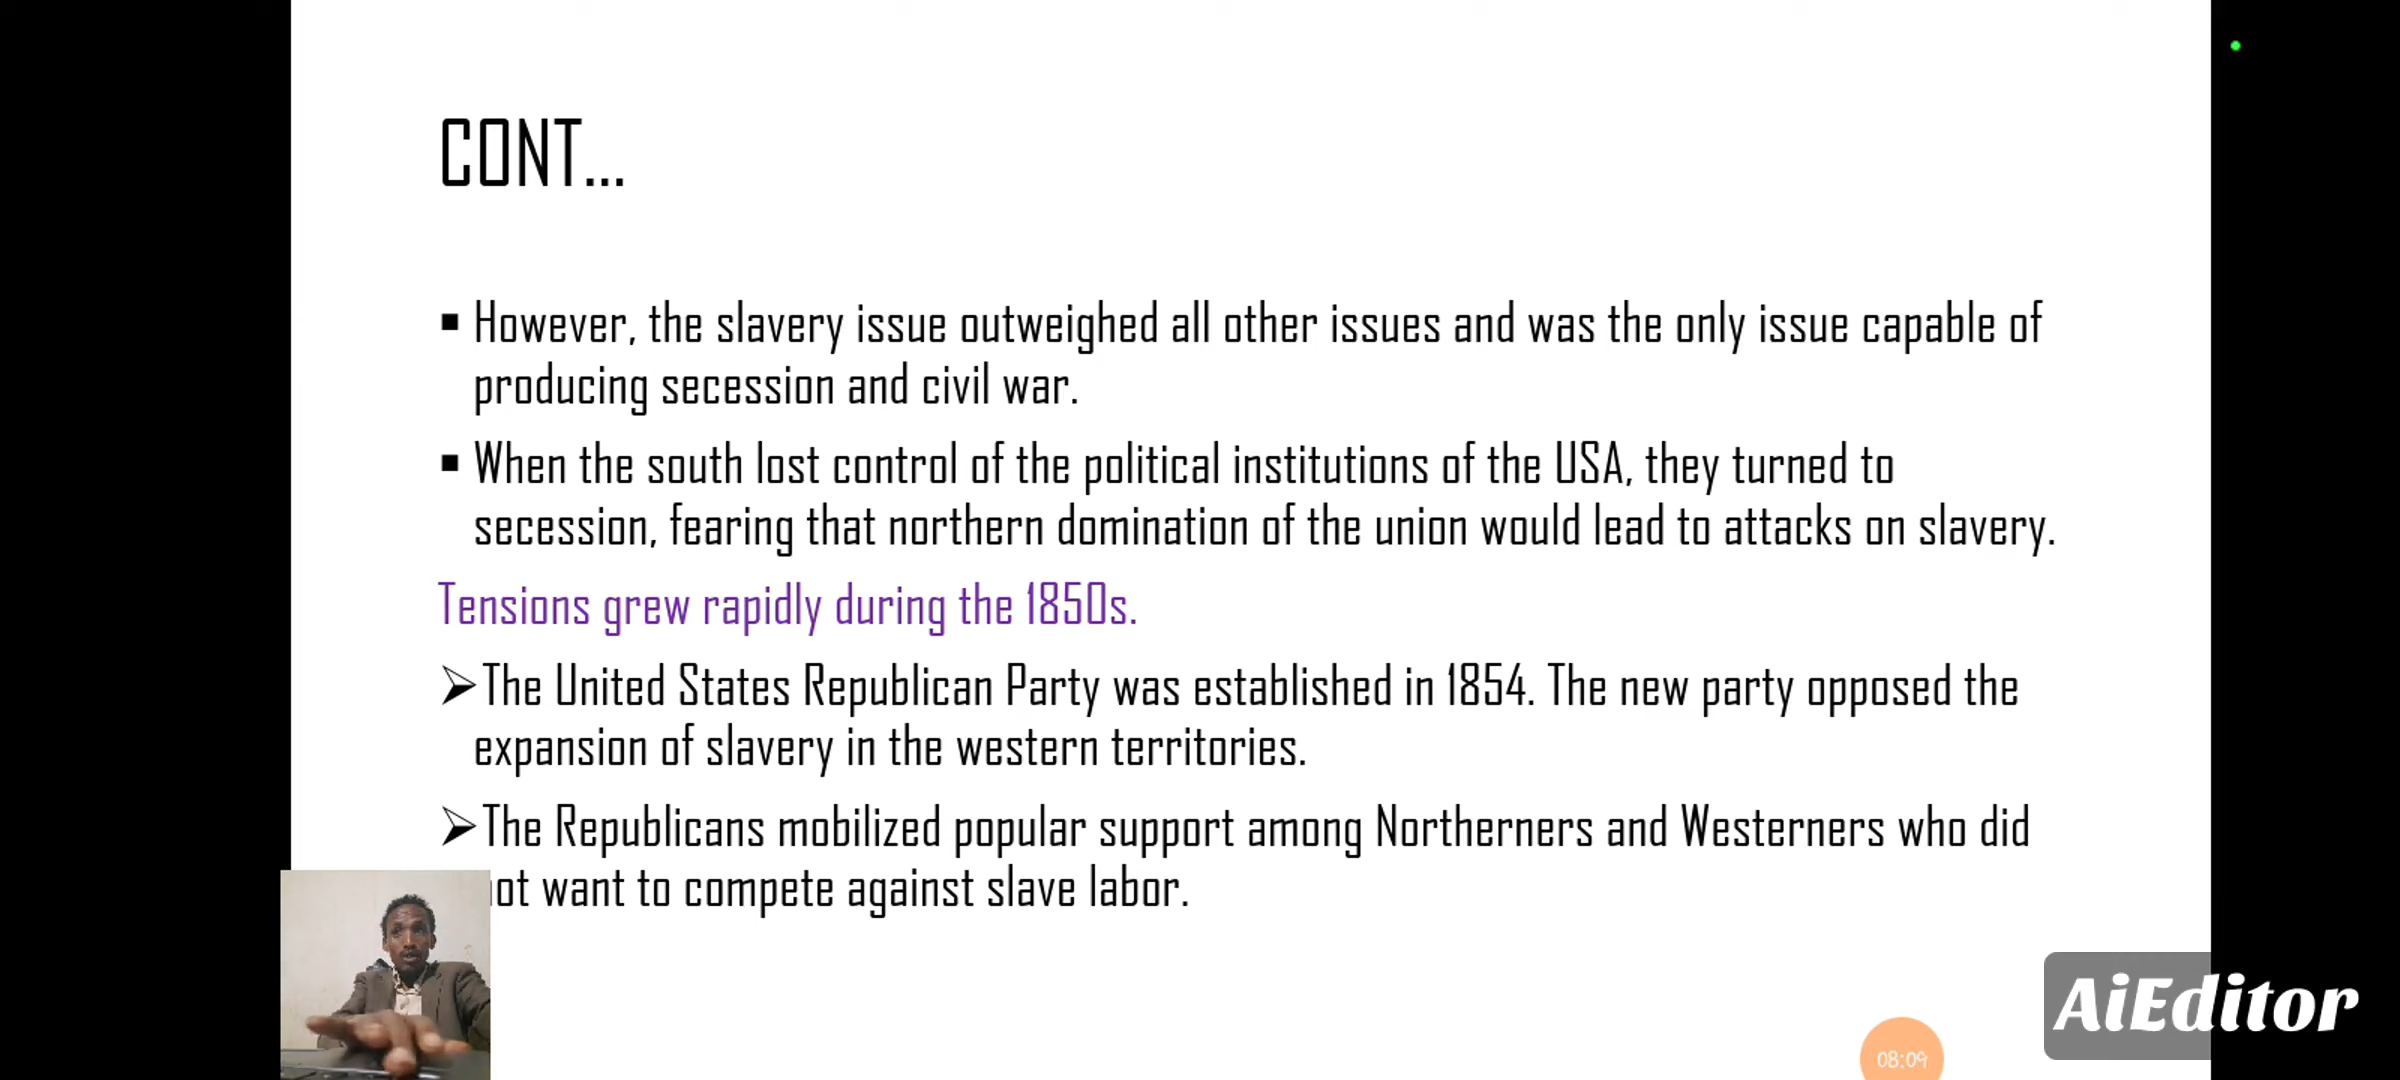 CONT...
▪ However, the slavery issue outweighed all other issues and was the only issue capable of
producing secession and civil war.
▪ When the south lost control of the political institutions of the USA, they turned to
secession, fearing that northern domination of the union would lead to attacks on slavery.
Tensions grew rapidly during the 1850s.
➢The United States Republican Party was established in 1854. The new party opposed the
expansion of slavery in the western territories.
➢The Republicans mobilized popular support among Northerners and Westerners who did
ot want to compete against slave labor.
AiEditor
08:09